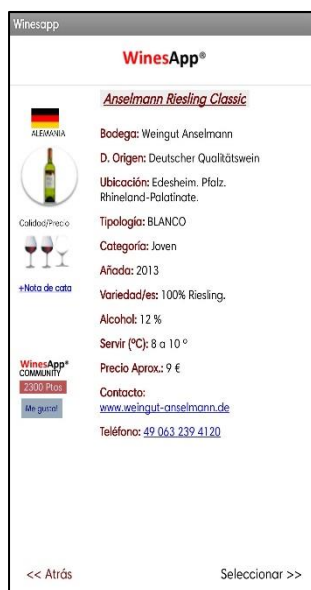 Winesapp
WinesApp®
Anselmann Riesling Classic
ALEMANIA
Calidad/Precio
+Nota de cata
WinesApp®
COMMUNITY
2300 Ptos
Me gusta!
Bodega: Weingut Anselmann
D. Origen: Deutscher Qualitätswein
Ubicación: Edesheim. Pfalz.
Rhineland-Palatinate.
Tipología: BLANCO
Categoría: Joven
Añada: 2013
Variedad/es: 100% Riesling.
Alcohol: 12 %
Servir (ºC): 8 a 10 º
Precio Aprox.: 9 €
Contacto:
www.weingut-anselmann.de
Teléfono: 49 063 239 4120
<< Atrás
Seleccionar >>